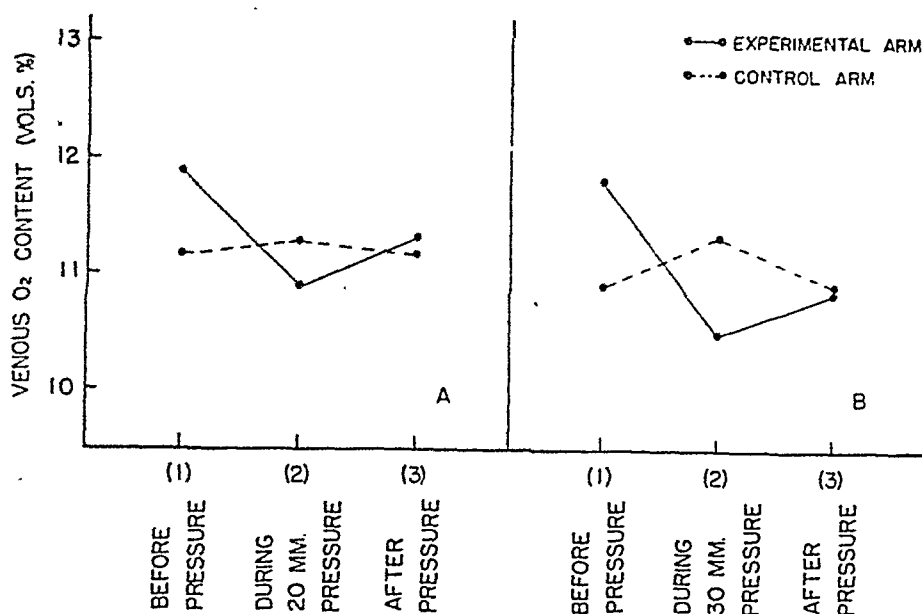 13
12
11
10
VENOUS O₂ CONTENT (VOLS. %)
EXPERIMENTAL ARM
CONTROL ARM
A
B
(1)
(2)
(3)
(1)
(2)
(3)
BEFORE
PRESSURE
DURING
20 MM.
PRESSURE
AFTER
PRESSURE
BEFORE
PRESSURE
DURING
30 MM.
PRESSURE
AFTER
PRESSURE